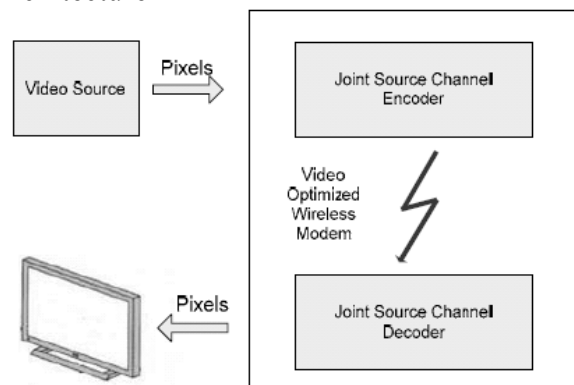 Pixels
Video Source
Joint Source Channel
Encoder
Video
Optimized
Wireless
Modem
Pixels
Joint Source Channel
Decoder